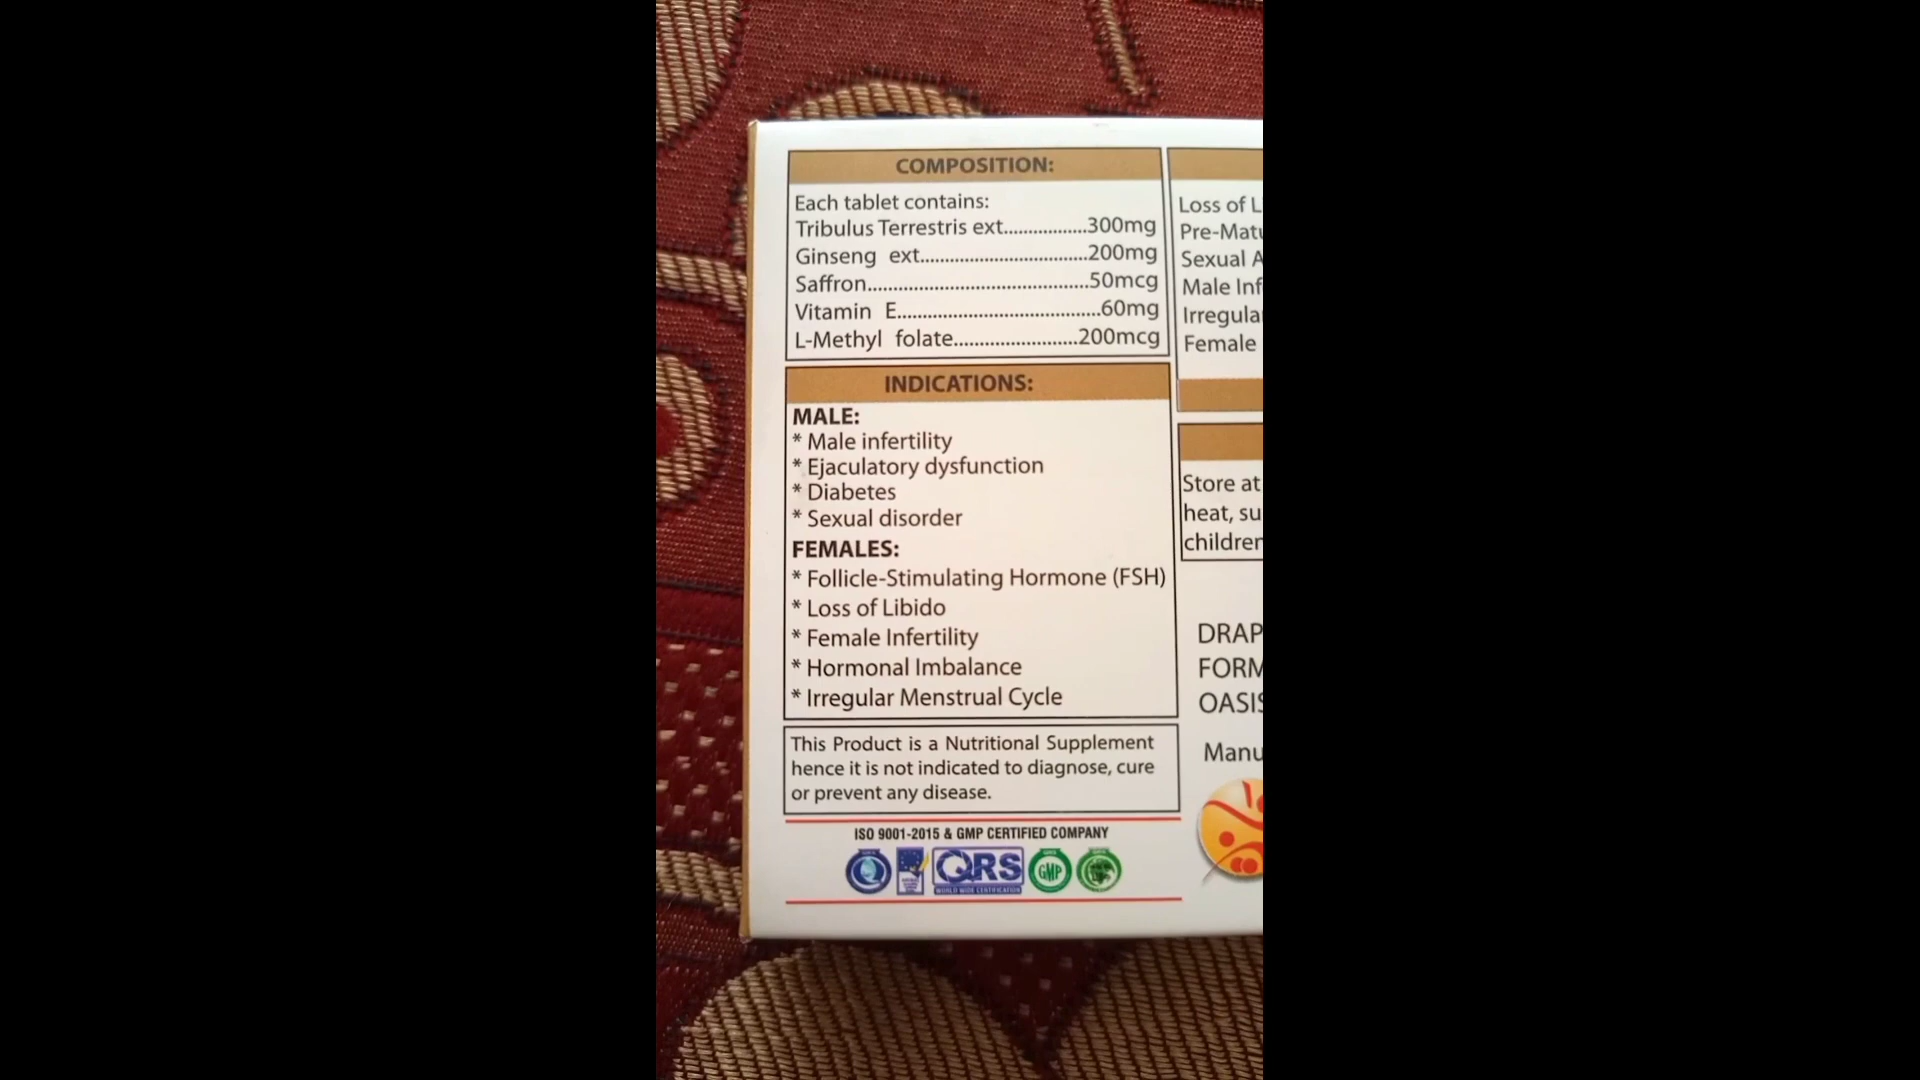 COMPOSITION:
Each tablet contains:
Tribulus Terrestris ext................300mg
Ginseng ext................................200mg
Saffron..........................................50mcg
Vitamin E.......................................60mg
L-Methyl folate........................200mcg
INDICATIONS:
MALE:
* Male infertility
* Ejaculatory dysfunction
* Diabetes
* Sexual disorder
FEMALES:
* Follicle-Stimulating Hormone (FSH)
* Loss of Libido
* Female Infertility
* Hormonal Imbalance
* Irregular Menstrual Cycle
This Product is a Nutritional Supplement
hence it is not indicated to diagnose, cure
or prevent any disease.
ISO 9001-2015 & GMP CERTIFIED COMPANY
QRS
WORLD WIDE CERTIFICATION
GMP
Loss of L
Pre-Matu
Sexual A
Male Inf
Irregula
Female
Store at
heat, su
children
DRAP
FORM
OASIS
Manu